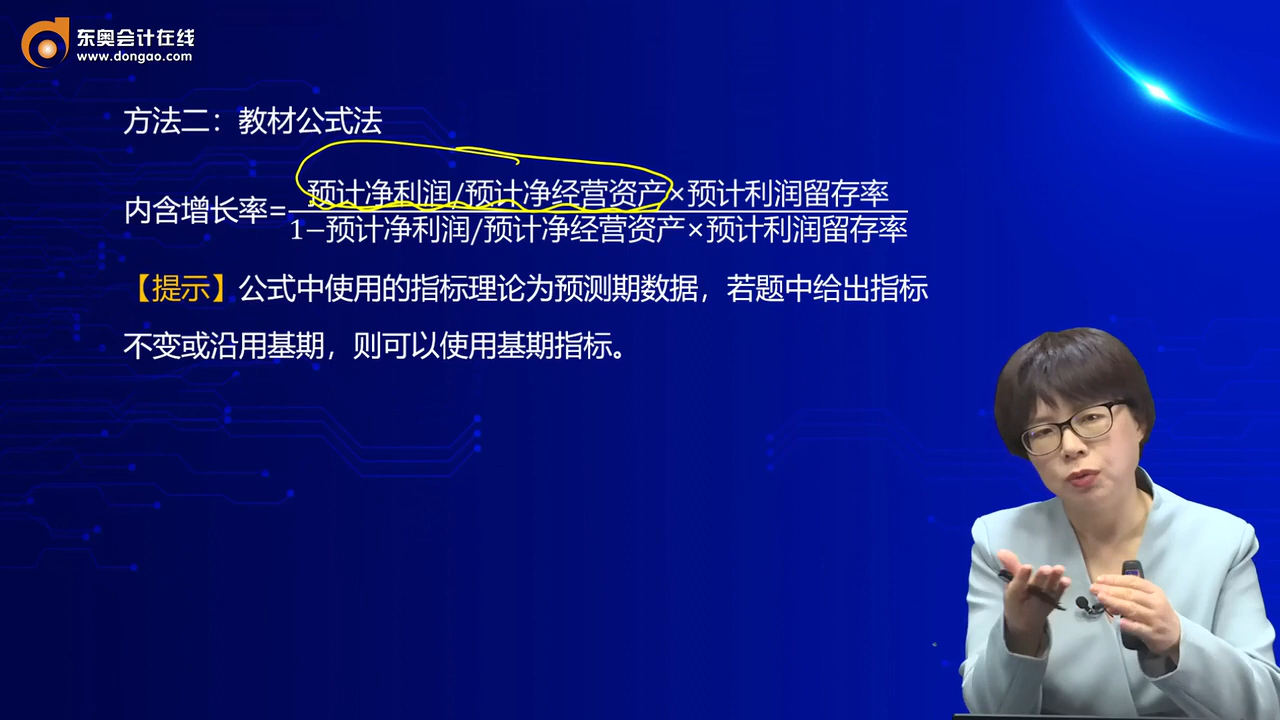 东奥会计在线
www.dongao.com
方法二：教材公式法
内含增长率=预计净利润/预计净经营资产×预计利润留存率
1−预计净利润/预计净经营资产×预计利润留存率
【提示】公式中使用的指标理论为预测期数据，若题中给出指标
不变或沿用基期，则可以使用基期指标。